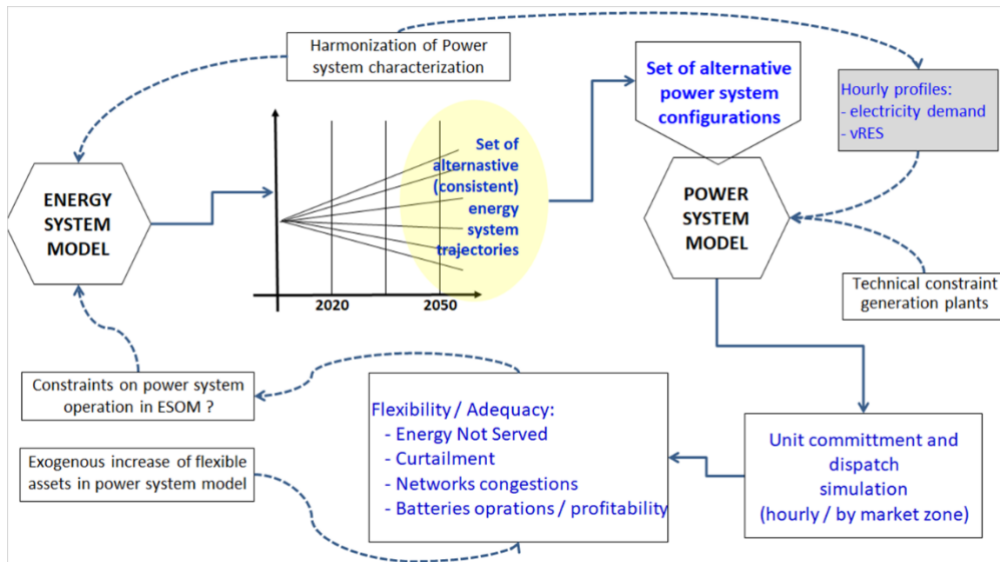 Harmonization of Power
system characterization
Set of alternative
power system
configurations
Hourly profiles:
- electricity demand
- vRES
ENERGY
SYSTEM
MODEL
Set of
alternastive
(consistent)
energy
system
trajectories
2020
2050
POWER
SYSTEM
MODEL
Technical constraint
generation plants
Constraints on power system
operation in ESOM ?
Exogenous increase of flexible
assets in power system model
Flexibility / Adequacy:
- Energy Not Served
- Curtailment
- Networks congestions
- Batteries oprations / profitability
Unit committment and
dispatch
simulation
(hourly / by market zone)